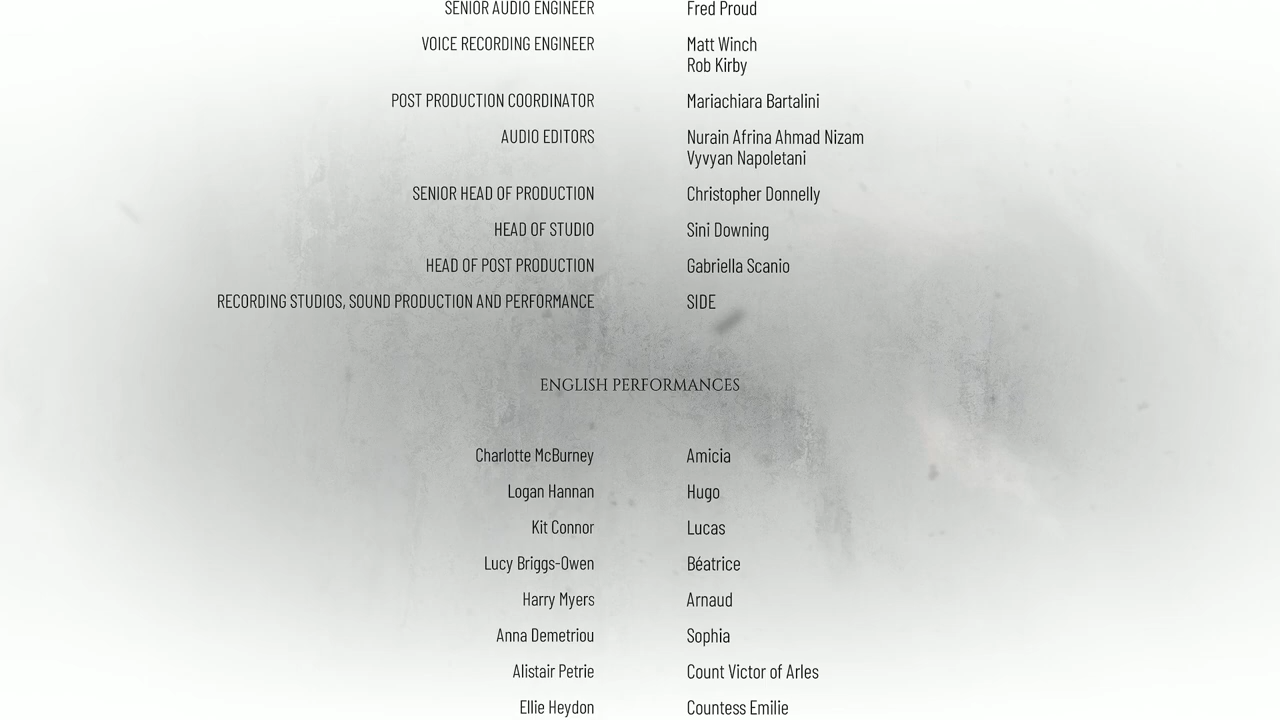 SENIOR AUDIO ENGINEER Fred Proud
VOICE RECORDING ENGINEER Matt Winch
Rob Kirby
POST PRODUCTION COORDINATOR Mariachiara Bartalini
AUDIO EDITORS Nurain Afrina Ahmad Nizam
Vyvyan Napoletani
SENIOR HEAD OF PRODUCTION Christopher Donnelly
HEAD OF STUDIO Sini Downing
HEAD OF POST PRODUCTION Gabriella Scanio
RECORDING STUDIOS, SOUND PRODUCTION AND PERFORMANCE SIDE
ENGLISH PERFORMANCES
Charlotte McBurney Amicia
Logan Hannan Hugo
Kit Connor Lucas
Lucy Briggs-Owen Béatrice
Harry Myers Arnaud
Anna Demetriou Sophia
Alistair Petrie Count Victor of Arles
Ellie Heydon Countess Emilie